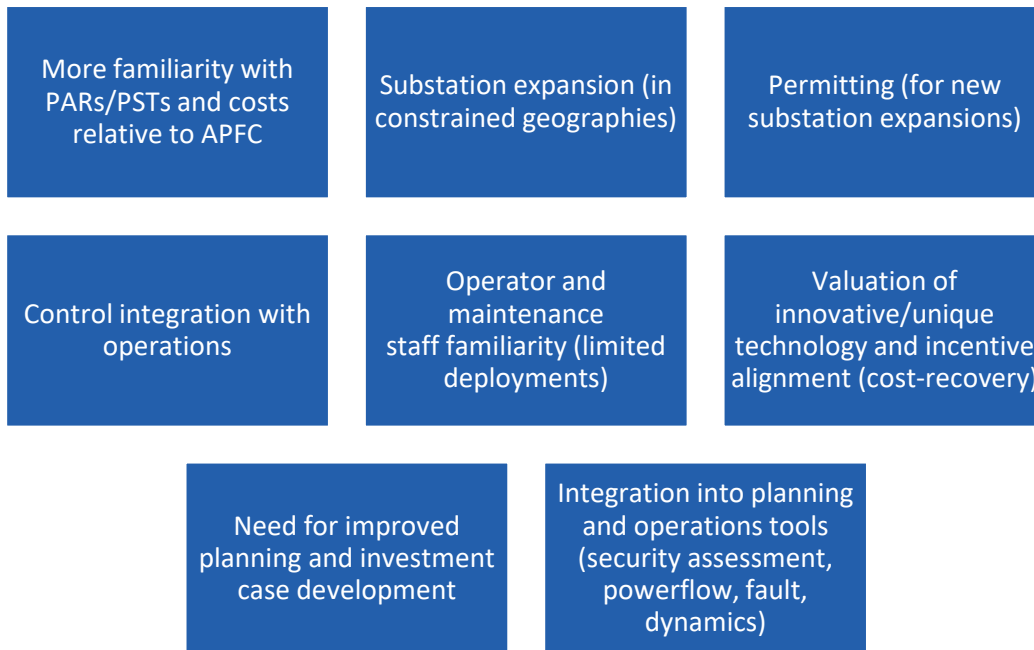 More familiarity with
PARs/PSTs and costs
relative to APFC
Substation expansion (in
constrained geographies)
Permitting (for new
substation expansions)
Control integration with
operations
Operator and
maintenance
staff familiarity (limited
deployments)
Valuation of
innovative/unique
technology and incentive
alignment (cost-recovery)
Need for improved
planning and investment
case development
Integration into planning
and operations tools
(security assessment,
powerflow, fault,
dynamics)